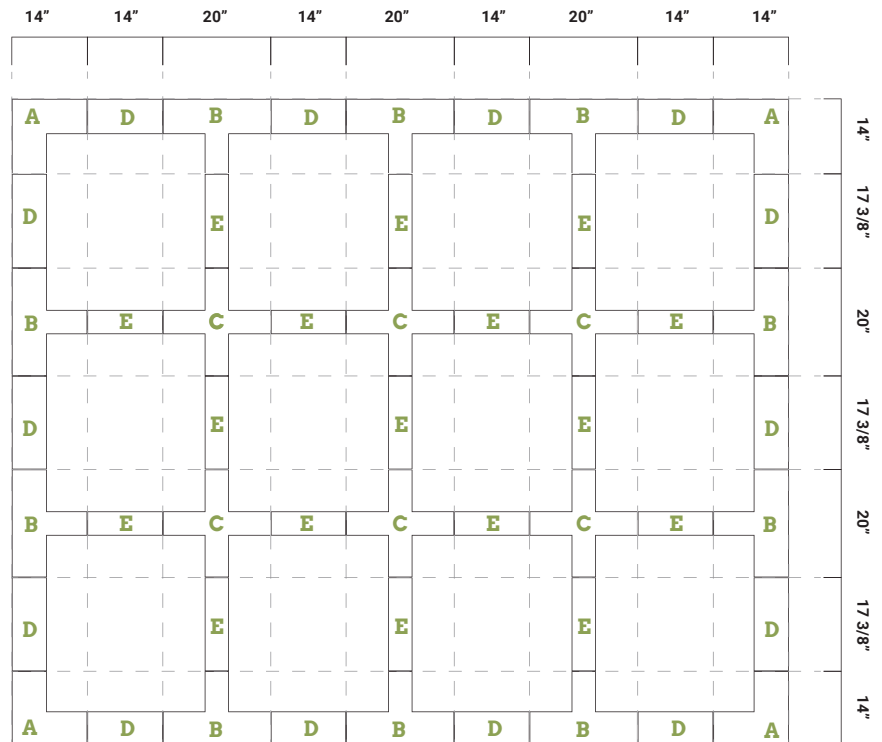 14” 14” 20” 14” 20” 14” 20” 14” 14”
A D B D B D B D A
14”
D E E E D
17 3/8”
B E C E C E C E B
20”
D E E E D
17 3/8”
B E C E C E C E B
20”
D E E E D
17 3/8”
A D B D B D B D A
14”